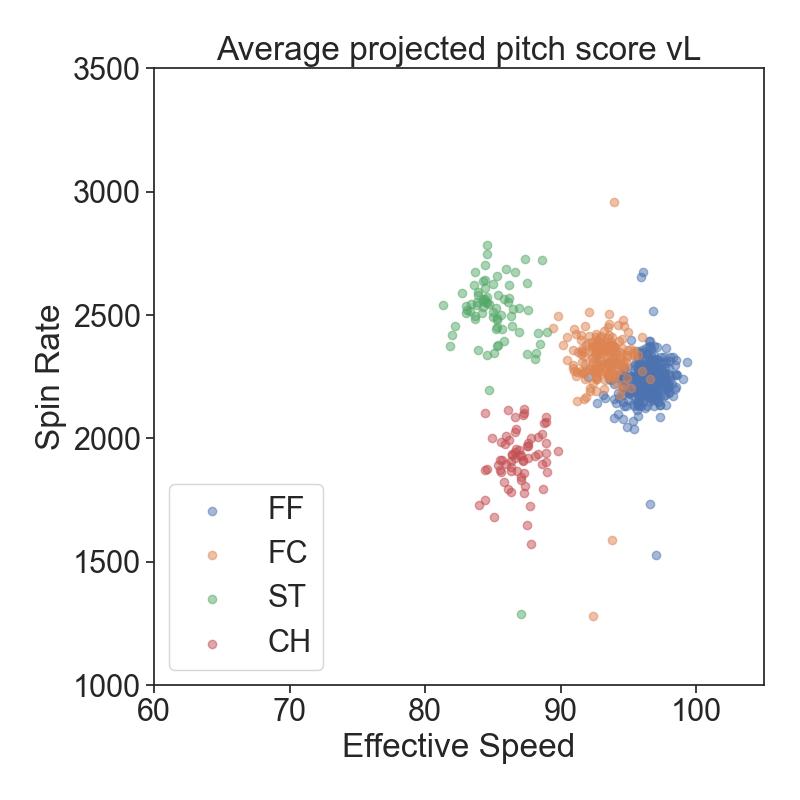 Average projected pitch score vL
3500
3000
2500
2000
1500
1000
Spin Rate
FF
FC
ST
CH
60 70 80 90 100
Effective Speed